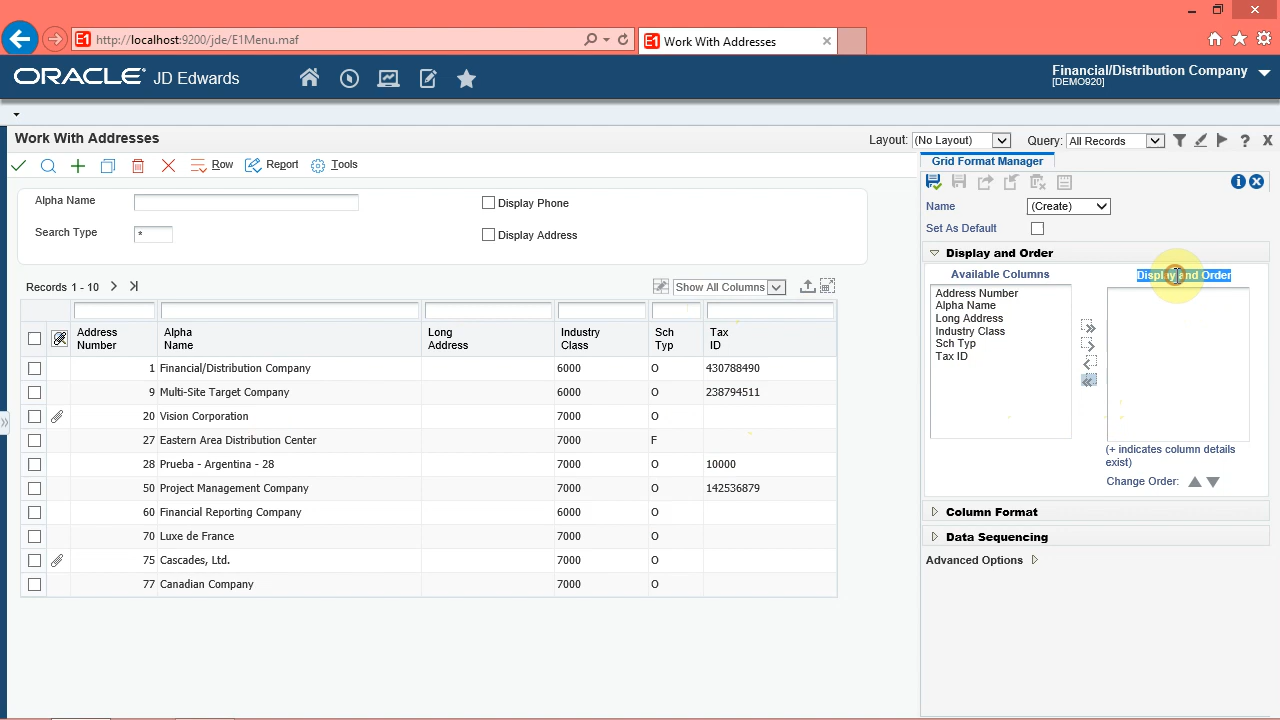 http://localhost:9200/jde/E1Menu.maf
E1 Work With Addresses
ORACLE JD Edwards
Financial/Distribution Company
[DEMO920]
Work With Addresses
Layout: (No Layout) Query: All Records
Row Report Tools
Alpha Name
Display Phone
Search Type *
Display Address
Records 1 - 10
Show All Columns
Address Number
Alpha Name
Long Address
Industry Class
Sch Typ
Tax ID
1 Financial/Distribution Company 6000 O 430788490
9 Multi-Site Target Company 6000 O 238794511
20 Vision Corporation 7000 O
27 Eastern Area Distribution Center 7000 F
28 Prueba - Argentina - 28 7000 O 10000
50 Project Management Company 7000 O 142536879
60 Financial Reporting Company 6000 O
70 Luxe de France 7000 O
75 Cascades, Ltd. 7000 O
77 Canadian Company 7000 O
Grid Format Manager
Name (Create)
Set As Default
Display and Order
Available Columns
Display and Order
Address Number
Alpha Name
Long Address
Industry Class
Sch Typ
Tax ID
(+ indicates column details
exist)
Change Order:
Column Format
Data Sequencing
Advanced Options